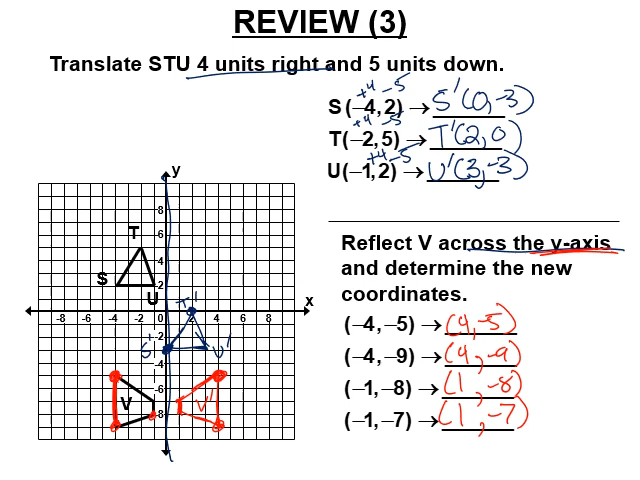 REVIEW (3)
Translate STU 4 units right and 5 units down.
+4 -5
S (−4, 2) → S'(0,-3)
+4 -5
T(−2, 5) → T'(2,0)
+4 -5
U(−1, 2) → U'(3,-3)
Reflect V across the y-axis
and determine the new
coordinates.
(−4, −5) → (4,-5)
(−4, −9) → (4,-9)
(−1, −8) → (1,-8)
(−1, −7) → (1,-7)
y
8
6
T
4
S
2
U
T'
x
-8 -6 -4 -2 0 2 4 6 8
-2
S' U'
-4
-6
V V'
-8